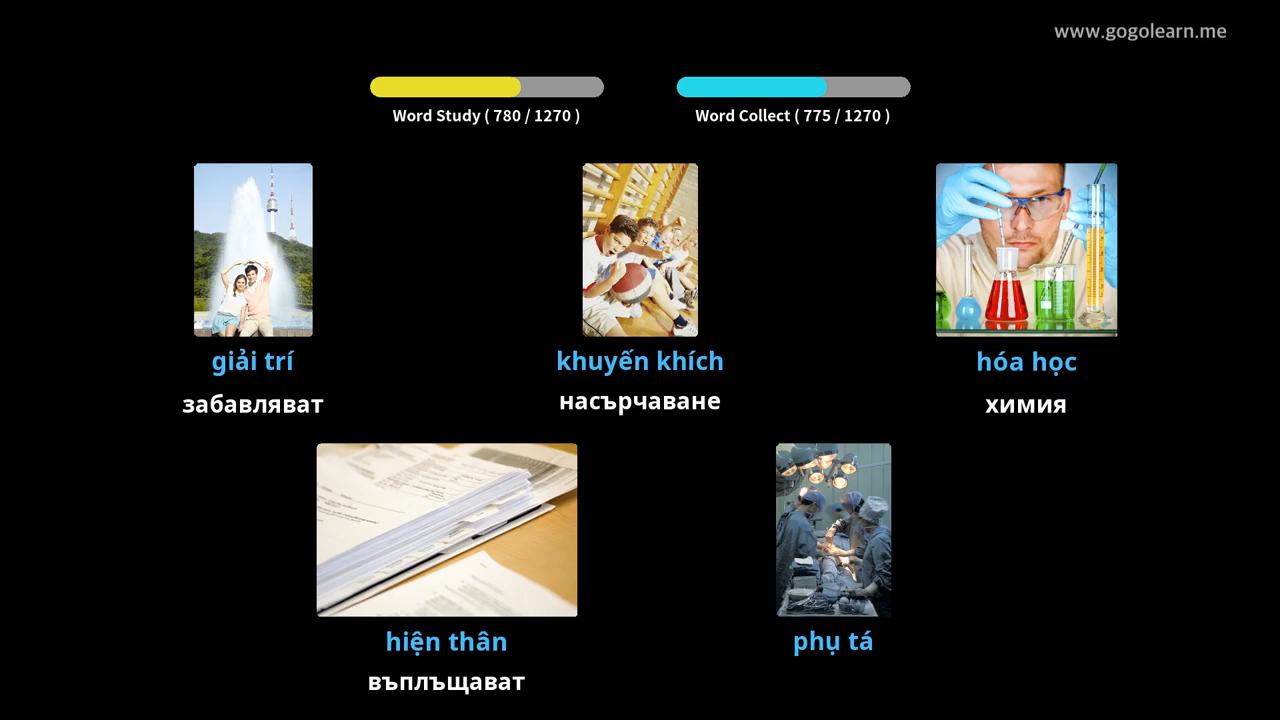 www.gogolearn.me
Word Study ( 780 / 1270 )
Word Collect ( 775 / 1270 )
giải trí
khuyến khích
hóa học
забавляват
насърчаване
химия
hiện thân
phụ tá
въплъщават